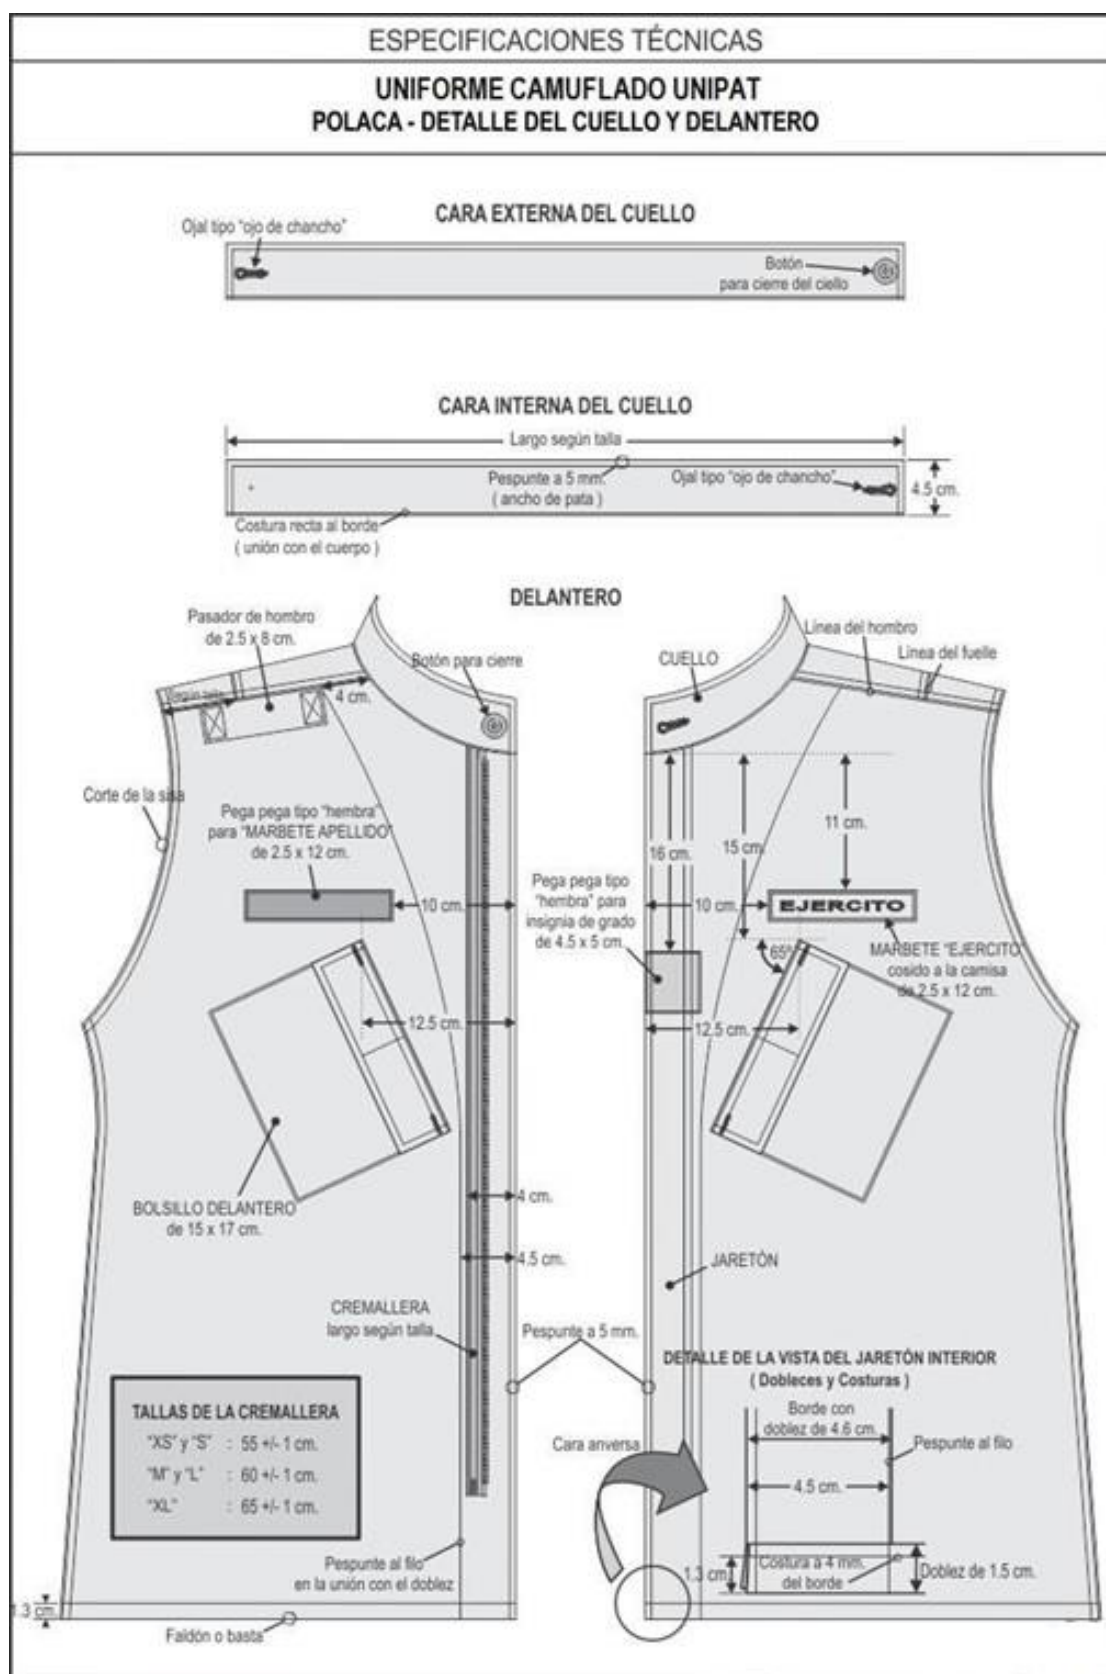 ESPECIFICACIONES TÉCNICAS
UNIFORME CAMUFLADO UNIPAT
POLACA - DETALLE DEL CUELLO Y DELANTERO
CARA EXTERNA DEL CUELLO
Ojal tipo "ojo de chancho"
Botón
para cierre del ciello
CARA INTERNA DEL CUELLO
Largo según talla
Pespunte a 5 mm.
( ancho de pata )
Ojal tipo "ojo de chancho"
4.5 cm.
Costura recta al borde
( unión con el cuerpo )
DELANTERO
Pasador de hombro
de 2.5 x 8 cm.
Botón para cierre
CUELLO
Línea del hombro
Línea del fuelle
Según talla
4 cm.
Corte de la sisa
Pega pega tipo "hembra"
para "MARBETE APELLIDO"
de 2.5 x 12 cm.
10 cm.
16 cm.
15 cm
11 cm.
Pega pega tipo
"hembra" para
insignia de grado
de 4.5 x 5 cm.
10 cm.
EJERCITO
65º
MARBETE "EJERCITO"
cosido a la camisa
de 2.5 x 12 cm.
12.5 cm.
12.5 cm.
BOLSILLO DELANTERO
de 15 x 17 cm.
4 cm.
4.5 cm.
JARETÓN
CREMALLERA
largo según talla
Pespunte a 5 mm.
DETALLE DE LA VISTA DEL JARETÓN INTERIOR
( Dobleces y Costuras )
TALLAS DE LA CREMALLERA
"XS" y "S" : 55 +/- 1 cm.
"M" y "L" : 60 +/- 1 cm.
"XL" : 65 +/- 1 cm.
Cara anversa
Borde con
doblez de 4.6 cm.
Pespunte al filo
4.5 cm.
Pespunte al filo
en la unión con el doblez
1.3 cm.
Costura a 4 mm.
del borde
Doblez de 1.5 cm.
1.3 cm.
Faldón o basta